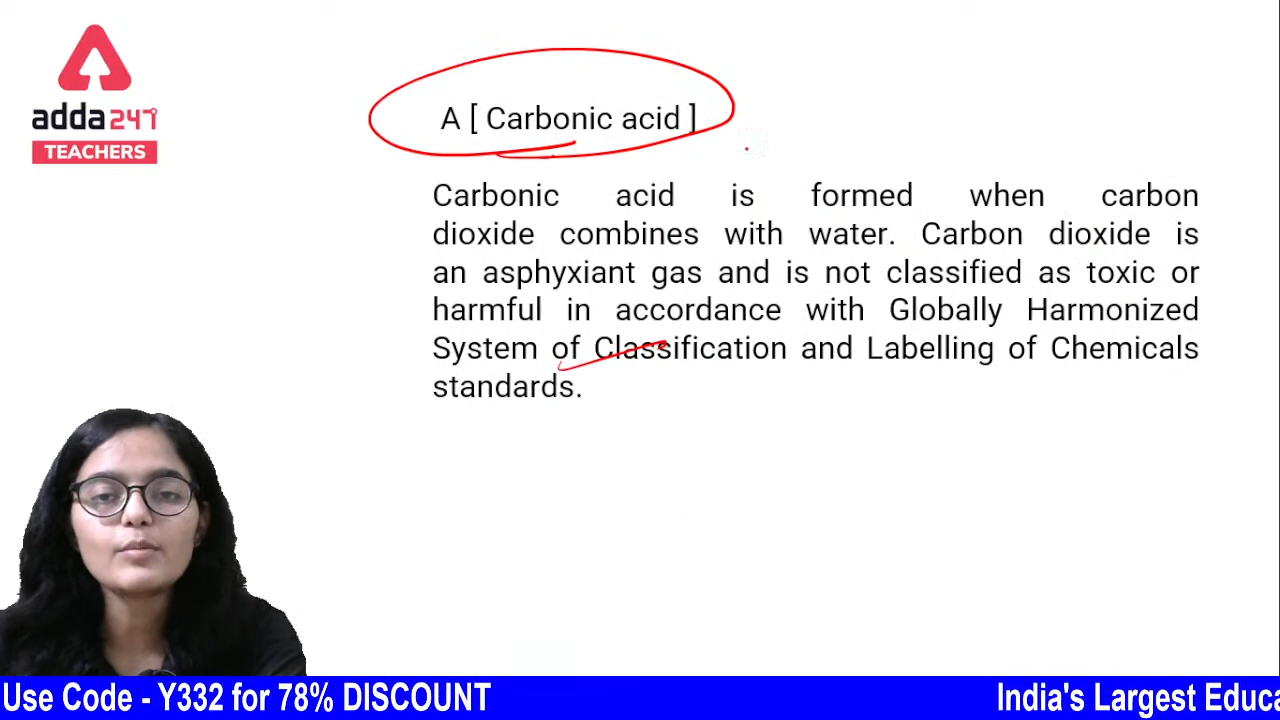 adda247
TEACHERS
A [ Carbonic acid ]
Carbonic acid is formed when carbon
dioxide combines with water. Carbon dioxide is
an asphyxiant gas and is not classified as toxic or
harmful in accordance with Globally Harmonized
System of Classification and Labelling of Chemicals
standards.
Use Code - Y332 for 78% DISCOUNT
India's Largest Educa